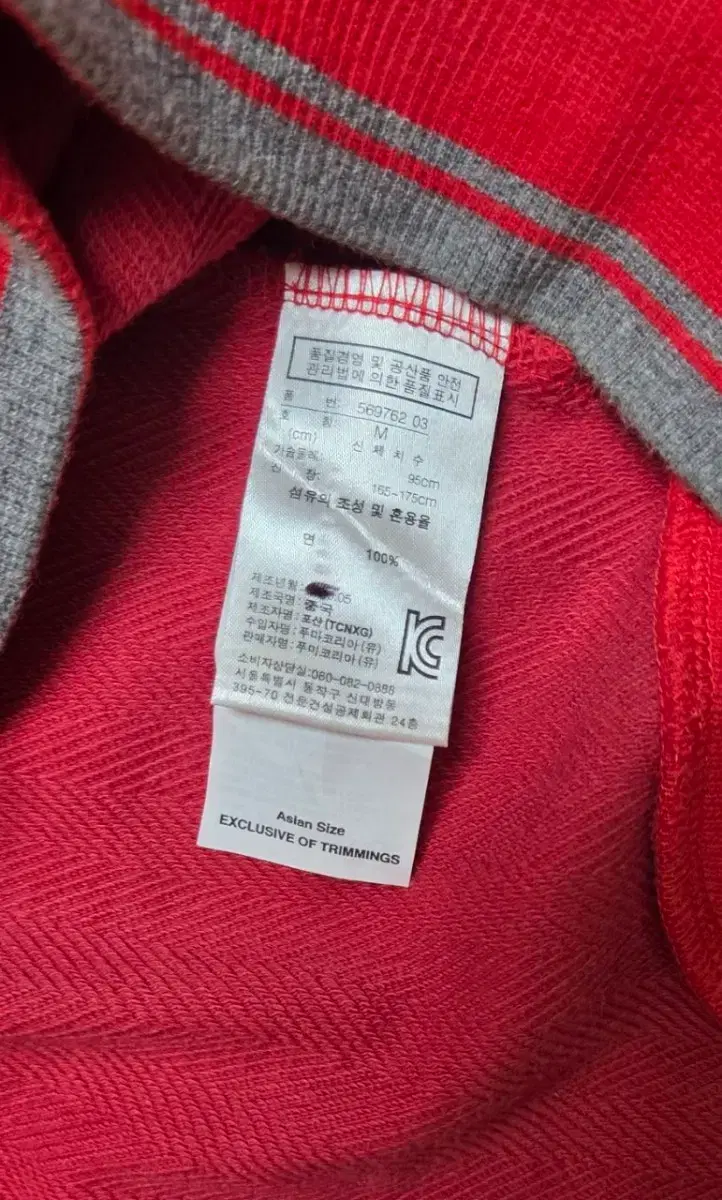 품질경영 및 공산품 안전
관리법에 의한 품질표시
품 번: 569762 03
호 칭: M
(cm) 신 체 치 수
가슴둘레: 95cm
신 장: 165-175cm
섬유의 조성 및 혼용율
면 100%
제조년월: 05
제조국명: 중국
제조자명: 포산 (TCNXG)
수입자명: 푸마코리아 (유)
판매자명: 푸마코리아 (유)
소비자상담실:080-082-0888
서울특별시 동작구 신대방동
395-70 전문건설공제회관 24층
Asian Size
EXCLUSIVE OF TRIMMINGS